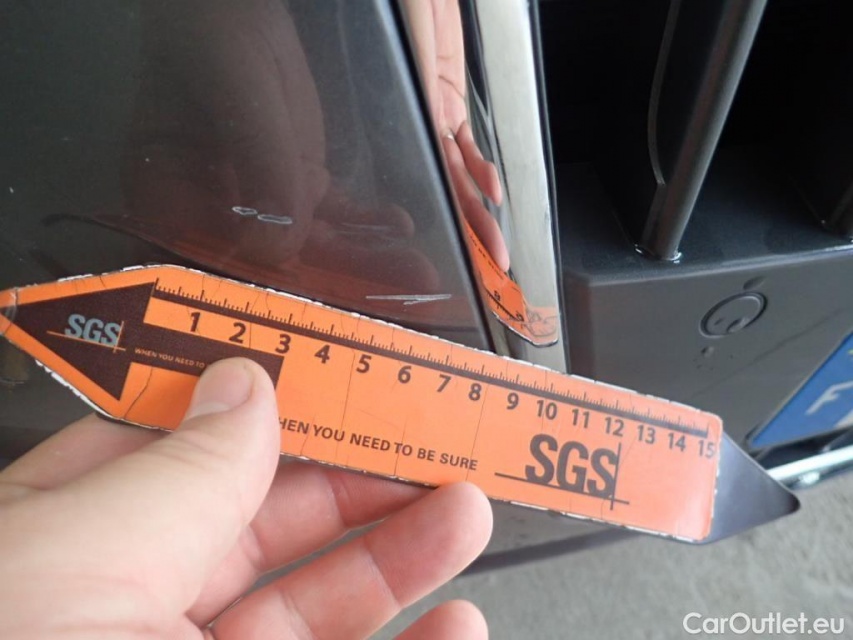 SGS
WHEN YOU NEED TO
1 2 3 4 5 6 7 8 9 10 11 12 13 14 15
HEN YOU NEED TO BE SURE
SGS
F
CarOutlet.eu